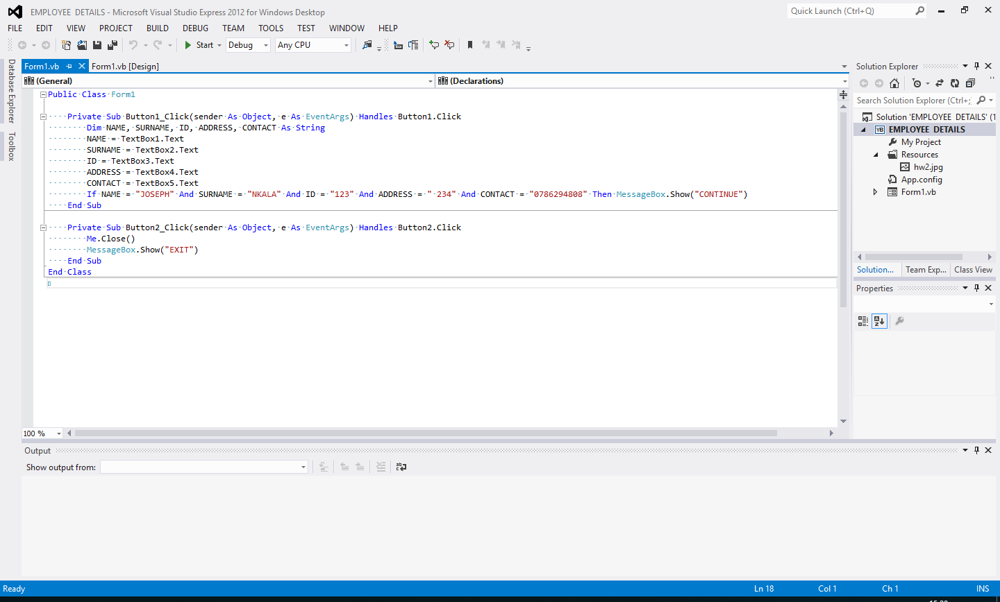 EMPLOYEE DETAILS - Microsoft Visual Studio Express 2012 for Windows Desktop
Quick Launch (Ctrl+Q)
FILE EDIT VIEW PROJECT BUILD DEBUG TEAM TOOLS TEST WINDOW HELP
Start Debug Any CPU
Database Explorer
Toolbox
Form1.vb Form1.vb [Design]
(General) (Declarations)
Public Class Form1
Private Sub Button1_Click(sender As Object, e As EventArgs) Handles Button1.Click
Dim NAME, SURNAME, ID, ADDRESS, CONTACT As String
NAME = TextBox1.Text
SURNAME = TextBox2.Text
ID = TextBox3.Text
ADDRESS = TextBox4.Text
CONTACT = TextBox5.Text
If NAME = "JOSEPH" And SURNAME = "NKALA" And ID = "123" And ADDRESS = " 234" And CONTACT = "0786294808" Then MessageBox.Show("CONTINUE")
End Sub
Private Sub Button2_Click(sender As Object, e As EventArgs) Handles Button2.Click
Me.Close()
MessageBox.Show("EXIT")
End Sub
End Class
100 %
Solution Explorer
Search Solution Explorer (Ctrl+;
Solution 'EMPLOYEE DETAILS' (1
VB EMPLOYEE DETAILS
My Project
Resources
hw2.jpg
App.config
Form1.vb
Solution... Team Exp... Class View
Properties
Output
Show output from:
Ready Ln 18 Col 1 Ch 1 INS